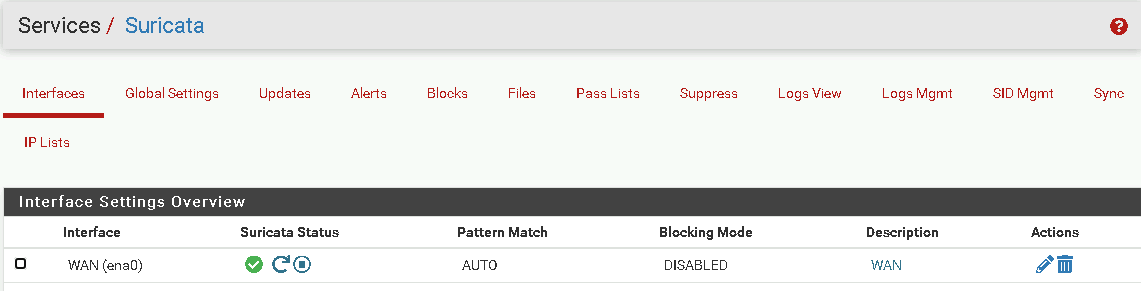 Services / Suricata
Interfaces Global Settings Updates Alerts Blocks Files Pass Lists Suppress Logs View Logs Mgmt SID Mgmt Sync
IP Lists
Interface Settings Overview
Interface Suricata Status Pattern Match Blocking Mode Description Actions
WAN (ena0) AUTO DISABLED WAN